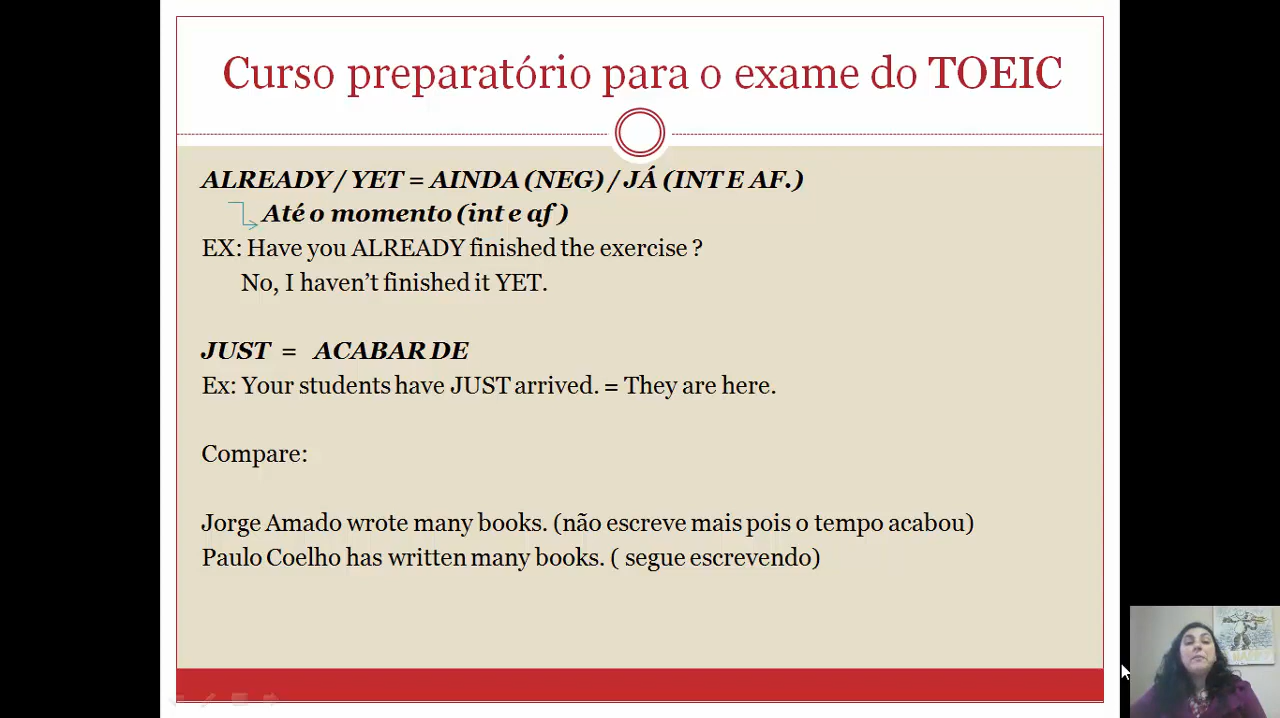 Curso preparatório para o exame do TOEIC
ALREADY / YET = AINDA (NEG) / JÁ (INT E AF.)
Até o momento (int e af )
EX: Have you ALREADY finished the exercise ?
No, I haven’t finished it YET.
JUST = ACABAR DE
Ex: Your students have JUST arrived. = They are here.
Compare:
Jorge Amado wrote many books. (não escreve mais pois o tempo acabou)
Paulo Coelho has written many books. ( segue escrevendo)